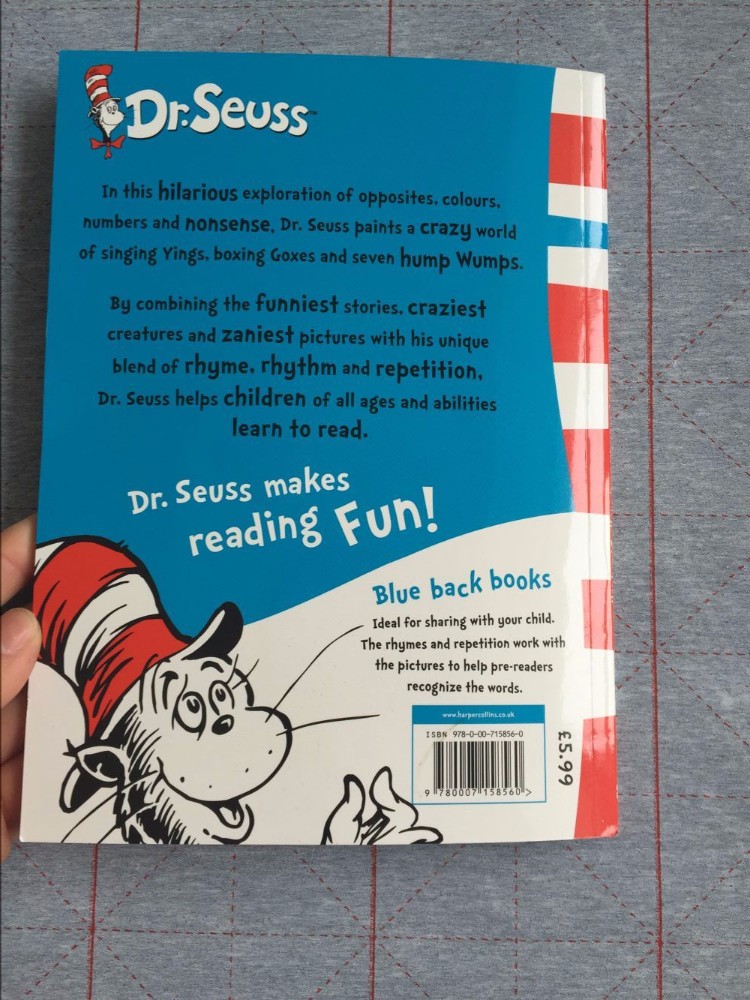 Dr.Seuss™
In this hilarious exploration of opposites, colours,
numbers and nonsense, Dr. Seuss paints a crazy world
of singing Yings, boxing Goxes and seven hump Wumps.
By combining the funniest stories, craziest
creatures and zaniest pictures with his unique
blend of rhyme, rhythm and repetition,
Dr. Seuss helps children of all ages and abilities
learn to read.
Dr. Seuss makes
reading Fun!
Blue back books
Ideal for sharing with your child.
The rhymes and repetition work with
the pictures to help pre-readers
recognize the words.
www.harpercollins.co.uk
ISBN 978-0-00-715856-0
9 780007 158560 >
£5.99